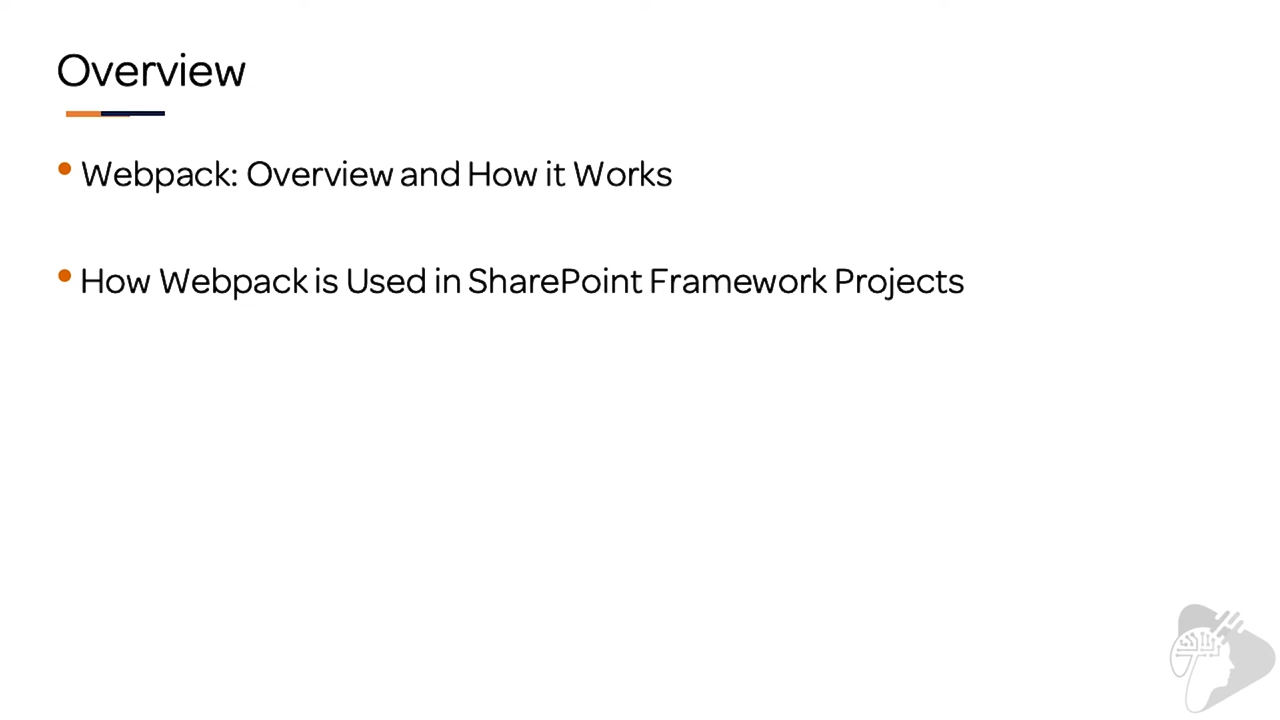 Overview
• Webpack: Overview and How it Works
• How Webpack is Used in SharePoint Framework Projects